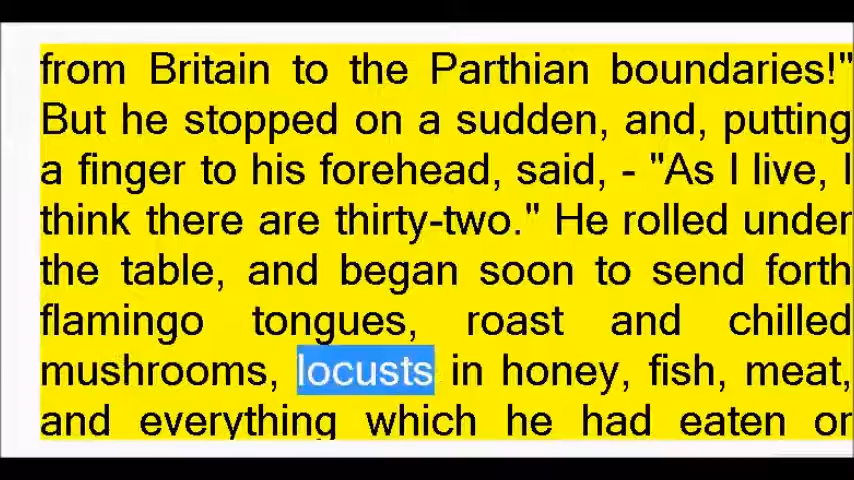 from Britain to the Parthian boundaries!"
But he stopped on a sudden, and, putting
a finger to his forehead, said, - "As I live, I
think there are thirty-two." He rolled under
the table, and began soon to send forth
flamingo tongues, roast and chilled
mushrooms, locusts in honey, fish, meat,
and everything which he had eaten or